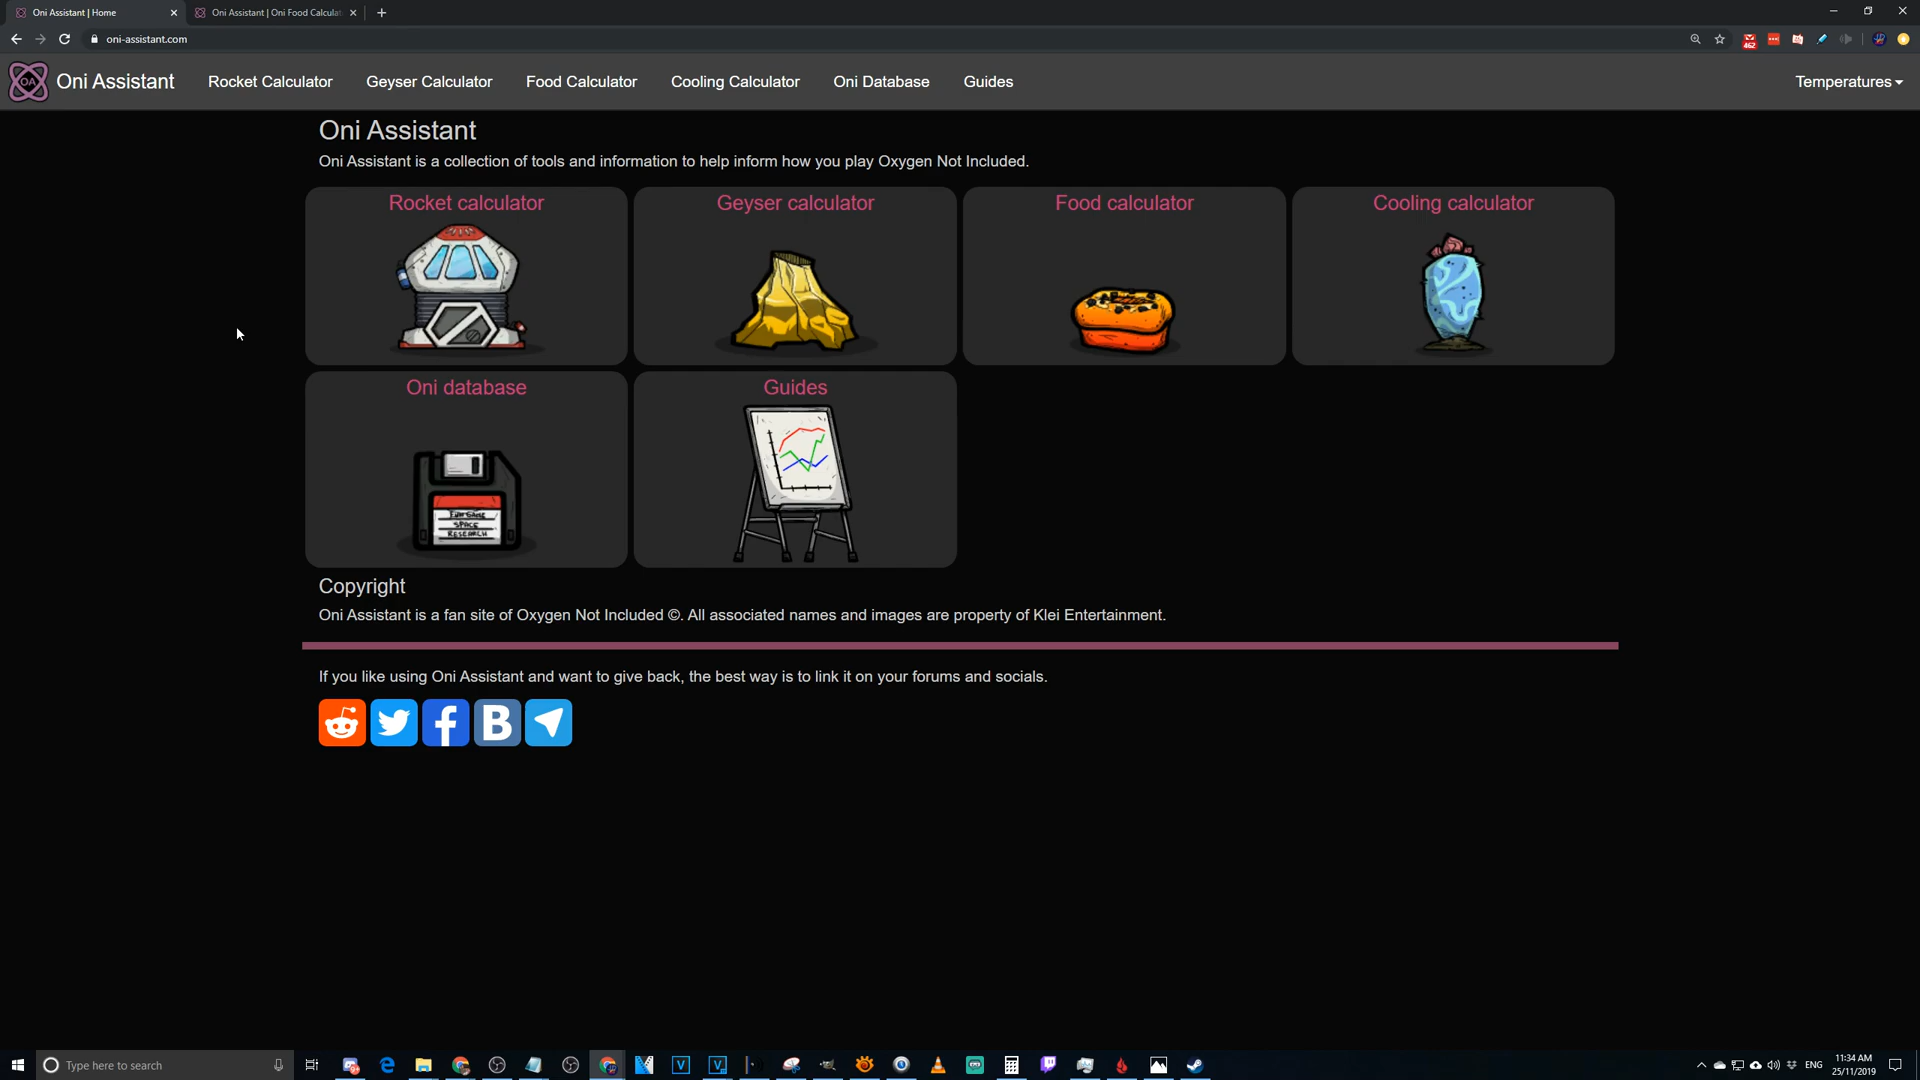 Oni Assistant | Home
Oni Assistant | Oni Food Calculat
oni-assistant.com
462
OA
Oni Assistant
Rocket Calculator
Geyser Calculator
Food Calculator
Cooling Calculator
Oni Database
Guides
Temperatures
Oni Assistant
Oni Assistant is a collection of tools and information to help inform how you play Oxygen Not Included.
Rocket calculator
Geyser calculator
Food calculator
Cooling calculator
Oni database
Guides
SPACE
RESEARCH
Copyright
Oni Assistant is a fan site of Oxygen Not Included ©. All associated names and images are property of Klei Entertainment.
If you like using Oni Assistant and want to give back, the best way is to link it on your forums and socials.
Type here to search
ENG
11:34 AM
25/11/2019